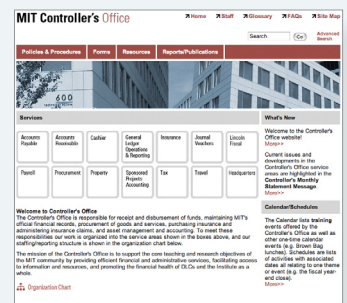 MIT Controller's Office
Home Staff Glossary FAQs Site Map
Search Go! Advanced Search
Policies & Procedures Forms Resources Reports/Publications
600
Services
Accounts Payable
Accounts Receivable
Cashier
General Ledger Operations & Reporting
Insurance
Journal Vouchers
Lincoln Fiscal
Payroll
Procurement
Property
Sponsored Projects Accounting
Tax
Travel
Headquarters
Welcome to Controller's Office
The Controller's Office is responsible for receipt and disbursement of funds, maintaining MIT's
official financial records, procurement of goods and services, purchasing insurance and
administering insurance claims, and asset management and accounting. To meet these
responsibilities our work is organized into the service areas shown in the boxes above, and our
staffing/reporting structure is shown in the organization chart below.
The mission of the Controller's Office is to support the core teaching and research objectives of
the MIT community by providing efficient financial and administrative services, facilitating access
to information and resources, and promoting the financial health of DLCs and the Institute as a
whole.
Organization Chart
What's New
Welcome to the Controller's
Office website!
More>>
Current issues and
developments in the
Controller's Office service
areas are highlighted in the
Controller's Monthly
Statement Message.
More>>
Calendar/Schedules
The Calendar lists training
events offered by the
Controller's Office as well as
other one-time calendar
events (e.g. Brown Bag
lunches). Schedules are lists
of activities with associated
dates all relating to one theme
or event (e.g. the fiscal year-
end close).
More>>